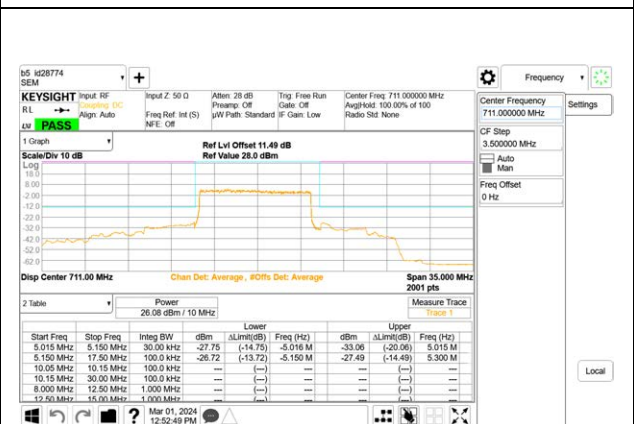 b5 id28774
SEM
+
Frequency
KEYSIGHT Input: RF Input Z: 50 Ω Atten: 28 dB Trig: Free Run Center Freq: 711.000000 MHz
RL Coupling: DC Preamp: Off Gate: Off Avg|Hold: 100.00% of 100
Align: Auto Freq Ref: Int (S) µW Path: Standard IF Gain: Low Radio Std: None
PASS NFE: Off
Center Frequency
711.000000 MHz
Settings
CF Step
3.500000 MHz
Auto
Man
Freq Offset
0 Hz
Local
1 Graph
Ref Lvl Offset 11.49 dB
Scale/Div 10 dB Ref Value 28.0 dBm
Log
18.0
8.00
-2.00
-12.0
-22.0
-32.0
-42.0
-52.0
-62.0
Disp Center 711.00 MHz Chan Det: Average , #Offs Det: Average Span 35.000 MHz
2001 pts
2 Table Power Measure Trace
26.08 dBm / 10 MHz Trace 1
Lower Upper
Start Freq Stop Freq Integ BW dBm ΔLimit(dB) Freq (Hz) dBm ΔLimit(dB) Freq (Hz)
5.015 MHz 5.150 MHz 30.00 kHz -27.75 (-14.75) -5.016 M -33.06 (-20.06) 5.015 M
5.150 MHz 17.50 MHz 100.0 kHz -26.72 (-13.72) -5.150 M -27.49 (-14.49) 5.300 M
10.05 MHz 10.15 MHz 100.0 kHz --- (---) --- --- (---) ---
10.15 MHz 30.00 MHz 100.0 kHz --- (---) --- --- (---) ---
8.000 MHz 12.50 MHz 1.000 MHz --- (---) --- --- (---) ---
12.50 MHz 15.00 MHz 1.000 MHz --- (---) --- --- (---) ---
? Mar 01, 2024
12:52:49 PM